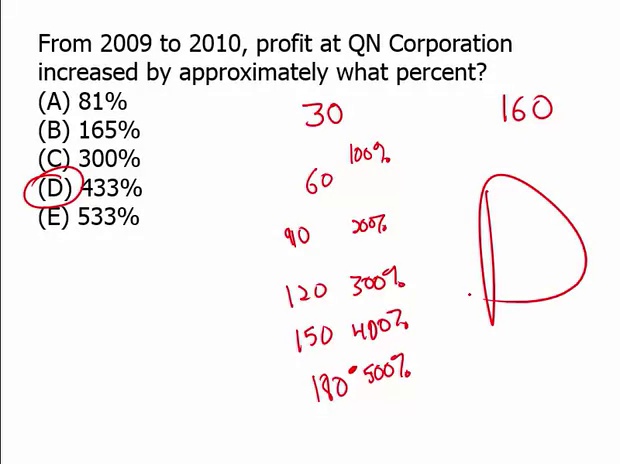 From 2009 to 2010, profit at QN Corporation
increased by approximately what percent?
(A) 81%
(B) 165%
(C) 300%
(D) 433%
(E) 533%
30 160
100%
60
90 200%
120 300%
150 400%
180 500%
D